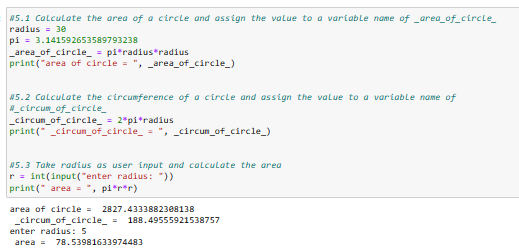 #5.1 Calculate the area of a circle and assign the value to a variable name of _area_of_circle_
radius = 30
pi = 3.141592653589793238
_area_of_circle_ = pi*radius*radius
print("area of circle = ", _area_of_circle_)
#5.2 Calculate the circumference of a circle and assign the value to a variable name of
#_circum_of_circle_
_circum_of_circle_ = 2*pi*radius
print(" _circum_of_circle_ = ", _circum_of_circle_)
#5.3 Take radius as user input and calculate the area
r = int(input("enter radius: "))
print(" area = ", pi*r*r)
area of circle =  2827.4333882308138
 _circum_of_circle_ =  188.49555921538757
enter radius: 5
 area =  78.53981633974483